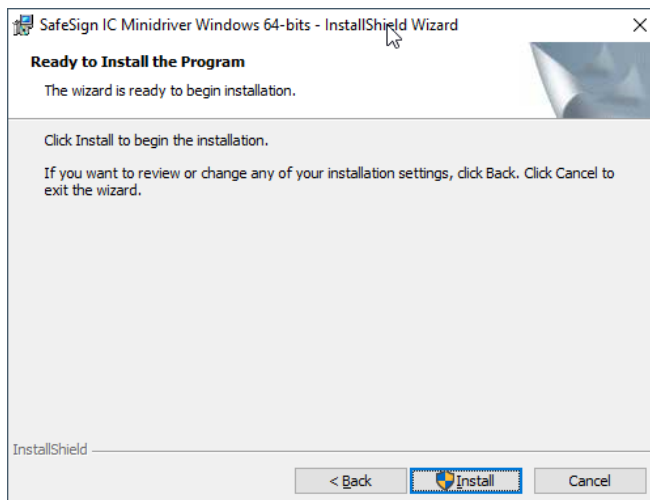 SafeSign IC Minidriver Windows 64-bits - InstallShield Wizard
Ready to Install the Program
The wizard is ready to begin installation.
Click Install to begin the installation.
If you want to review or change any of your installation settings, click Back. Click Cancel to
exit the wizard.
InstallShield
< Back
Install
Cancel